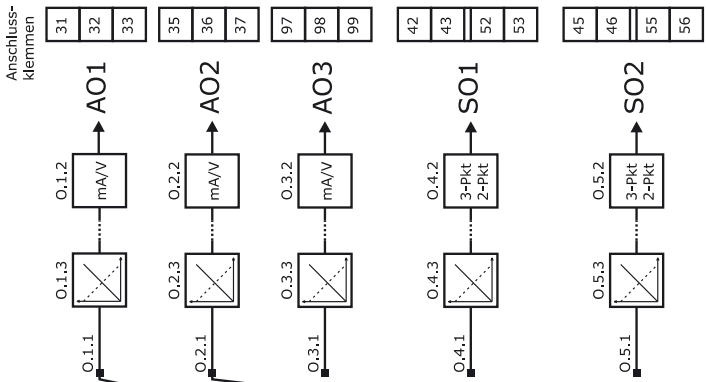 Anschluss-
klemmen
31
32
33
35
36
37
97
98
99
42
43
52
53
45
46
55
56
AO1
AO2
AO3
SO1
SO2
O.1.2
mA/V
O.2.2
mA/V
O.3.2
mA/V
O.4.2
3-Pkt
2-Pkt
O.5.2
3-Pkt
2-Pkt
O.1.3
O.2.3
O.3.3
O.4.3
O.5.3
O.1.1
O.2.1
O.3.1
O.4.1
O.5.1